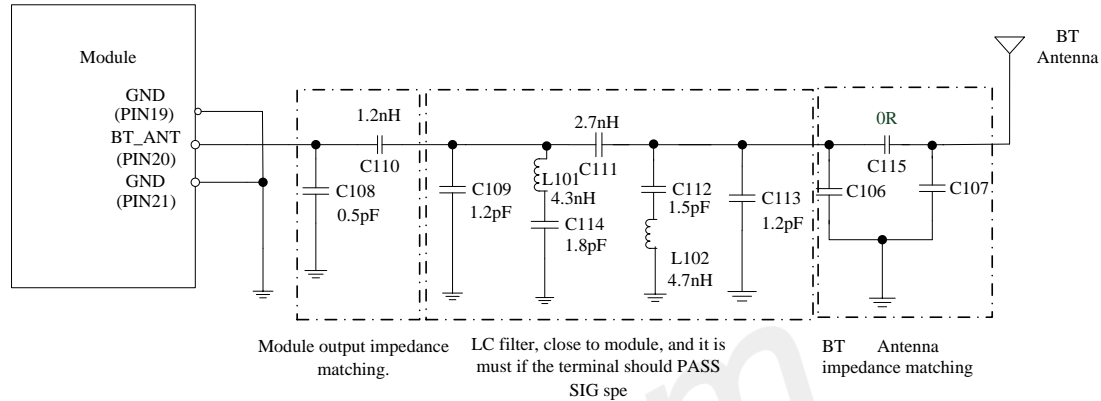 Module
GND
(PIN19)
BT_ANT
(PIN20)
GND
(PIN21)
1.2nH
C110
C108
0.5pF
Module output impedance
matching.
2.7nH
C111
C109
1.2pF
L101
4.3nH
C114
1.8pF
C112
1.5pF
L102
4.7nH
C113
1.2pF
LC filter, close to module, and it is
must if the terminal should PASS
SIG spe
0R
C115
C106
C107
BT Antenna
impedance matching
BT
Antenna